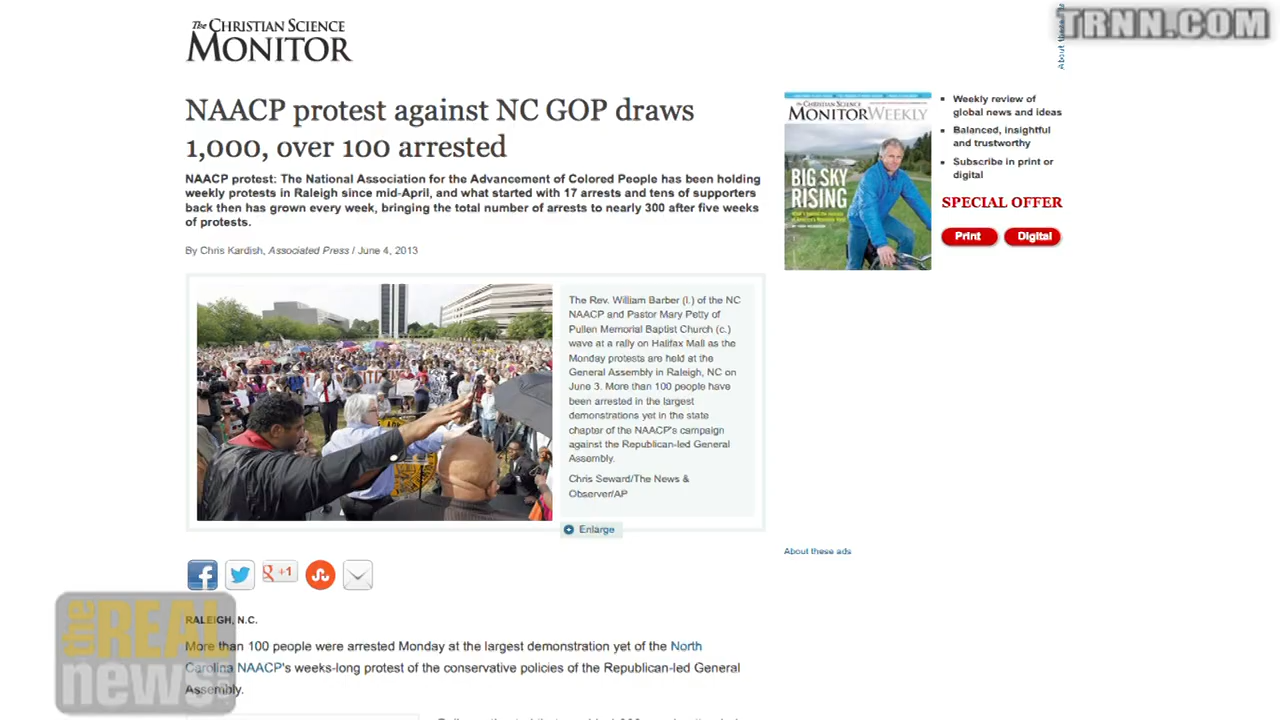 The CHRISTIAN SCIENCE
MONITOR
TRNN.COM
NAACP protest against NC GOP draws
1,000, over 100 arrested
NAACP protest: The National Association for the Advancement of Colored People has been holding
weekly protests in Raleigh since mid-April, and what started with 17 arrests and tens of supporters
back then has grown every week, bringing the total number of arrests to nearly 300 after five weeks
of protests.
By Chris Kardish, Associated Press / June 4, 2013
The Rev. William Barber (l.) of the NC
NAACP and Pastor Mary Petty of
Pullen Memorial Baptist Church (c.)
wave at a rally on Halifax Mall as the
Monday protests are held at the
General Assembly in Raleigh, NC on
June 3. More than 100 people have
been arrested in the largest
demonstrations yet in the state
chapter of the NAACP's campaign
against the Republican-led General
Assembly.
Chris Seward/The News &
Observer/AP
Enlarge
+1
RALEIGH, N.C.
More than 100 people were arrested Monday at the largest demonstration yet of the North
Carolina NAACP's weeks-long protest of the conservative policies of the Republican-led General
Assembly.
the REAL
news
About these
The CHRISTIAN SCIENCE
MONITOR WEEKLY
BIG SKY
RISING
Weekly review of
global news and ideas
Balanced, insightful
and trustworthy
Subscribe in print or
digital
SPECIAL OFFER
Print
Digital
About these ads